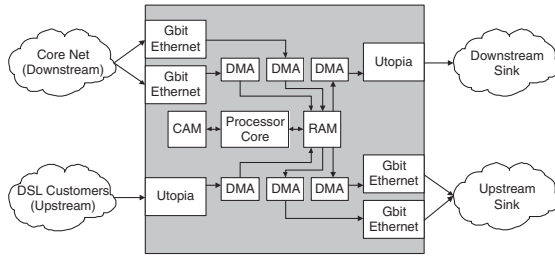 Core Net
(Downstream)
Gbit
Ethernet
Gbit
Ethernet
DMA
DMA
DMA
Utopia
Downstream
Sink
CAM
Processor
Core
RAM
DSL Customers
(Upstream)
Utopia
DMA
DMA
DMA
Gbit
Ethernet
Gbit
Ethernet
Upstream
Sink